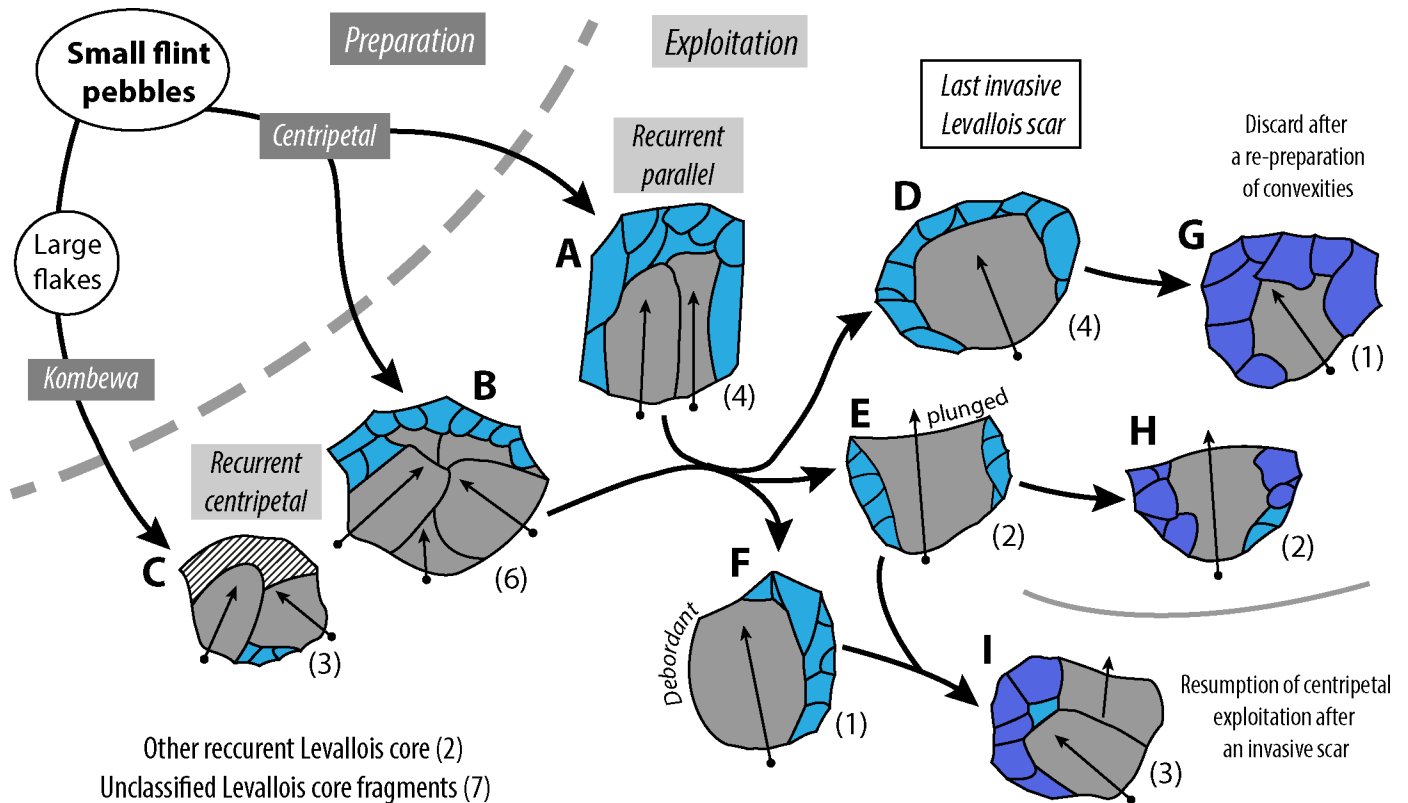 Small flint
pebbles
Preparation
Exploitation
Centripetal
Large
flakes
Kombewa
Recurrent
parallel
Last invasive
Levallois scar
Discard after
a re-preparation
of convexities
A
(4)
B
(6)
Recurrent
centripetal
C
(3)
D
(4)
G
(1)
E
plunged
(2)
H
(2)
F
Debordant
(1)
I
(3)
Resumption of centripetal
exploitation after
an invasive scar
Other reccurent Levallois core (2)
Unclassified Levallois core fragments (7)